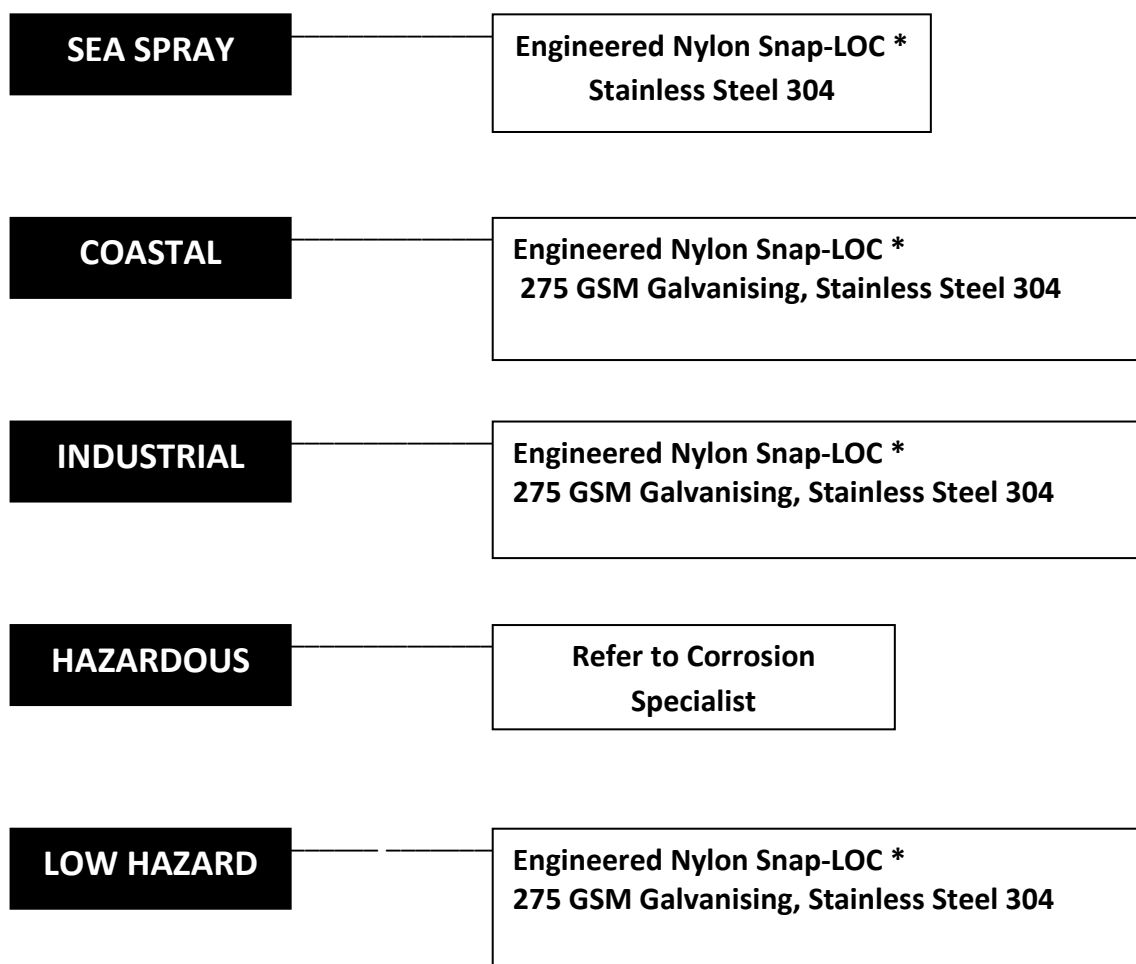 SEA SPRAY
Engineered Nylon Snap-LOC *
Stainless Steel 304
COASTAL
Engineered Nylon Snap-LOC *
275 GSM Galvanising, Stainless Steel 304
INDUSTRIAL
Engineered Nylon Snap-LOC *
275 GSM Galvanising, Stainless Steel 304
HAZARDOUS
Refer to Corrosion
Specialist
LOW HAZARD
Engineered Nylon Snap-LOC *
275 GSM Galvanising, Stainless Steel 304